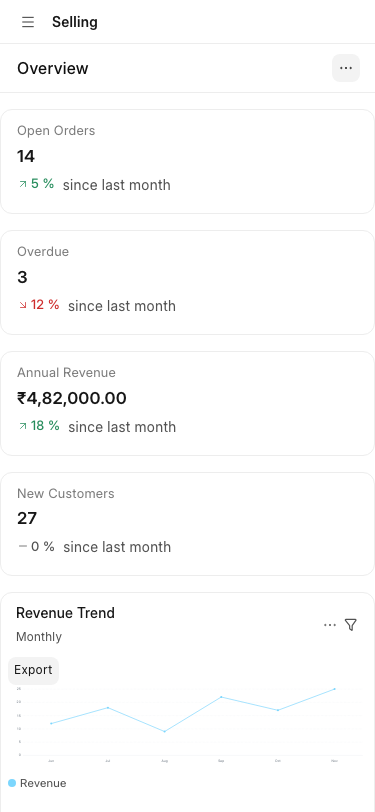 Selling
Overview
Open Orders
14
5 % since last month
Overdue
3
12 % since last month
Annual Revenue
₹4,82,000.00
18 % since last month
New Customers
27
0 % since last month
Revenue Trend
Monthly
Export
Revenue